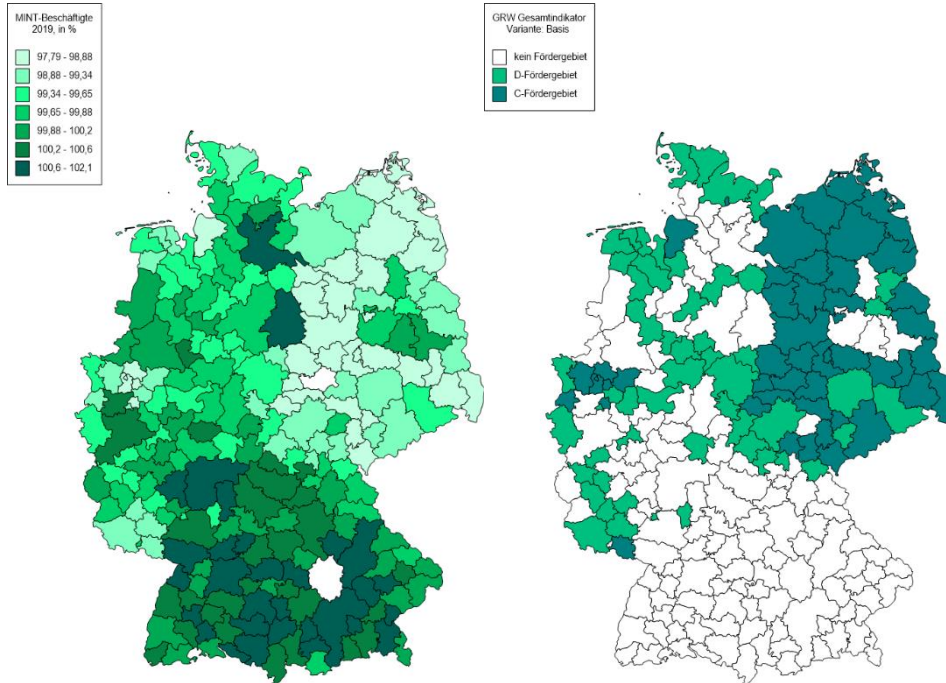 MINT-Beschäftigte
2019, in %
97,79 - 98,88
98,88 - 99,34
99,34 - 99,65
99,65 - 99,88
99,88 - 100,2
100,2 - 100,6
100,6 - 102,1
GRW Gesamtindikator
Variante: Basis
kein Fördergebiet
D-Fördergebiet
C-Fördergebiet